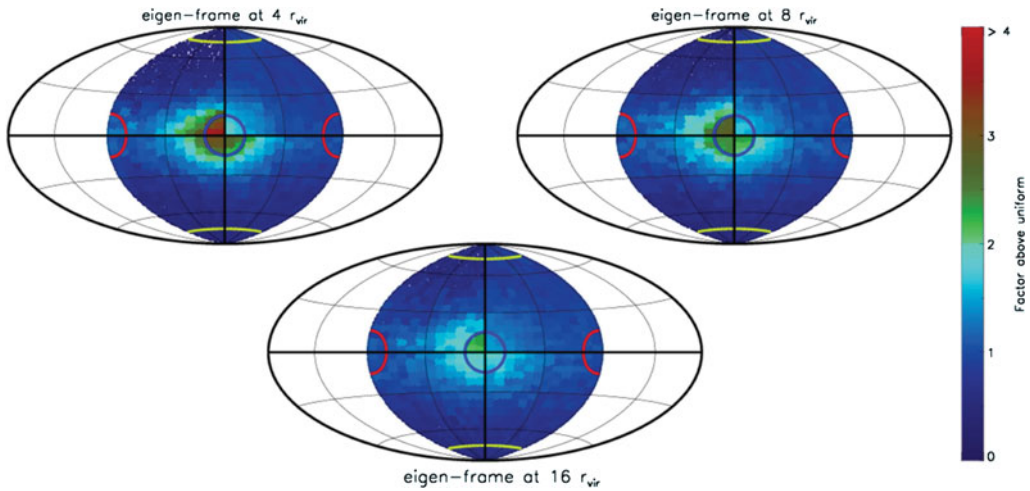 eigen-frame at 4 r_vir
eigen-frame at 8 r_vir
eigen-frame at 16 r_vir
> 4
3
2
1
0
Factor above uniform